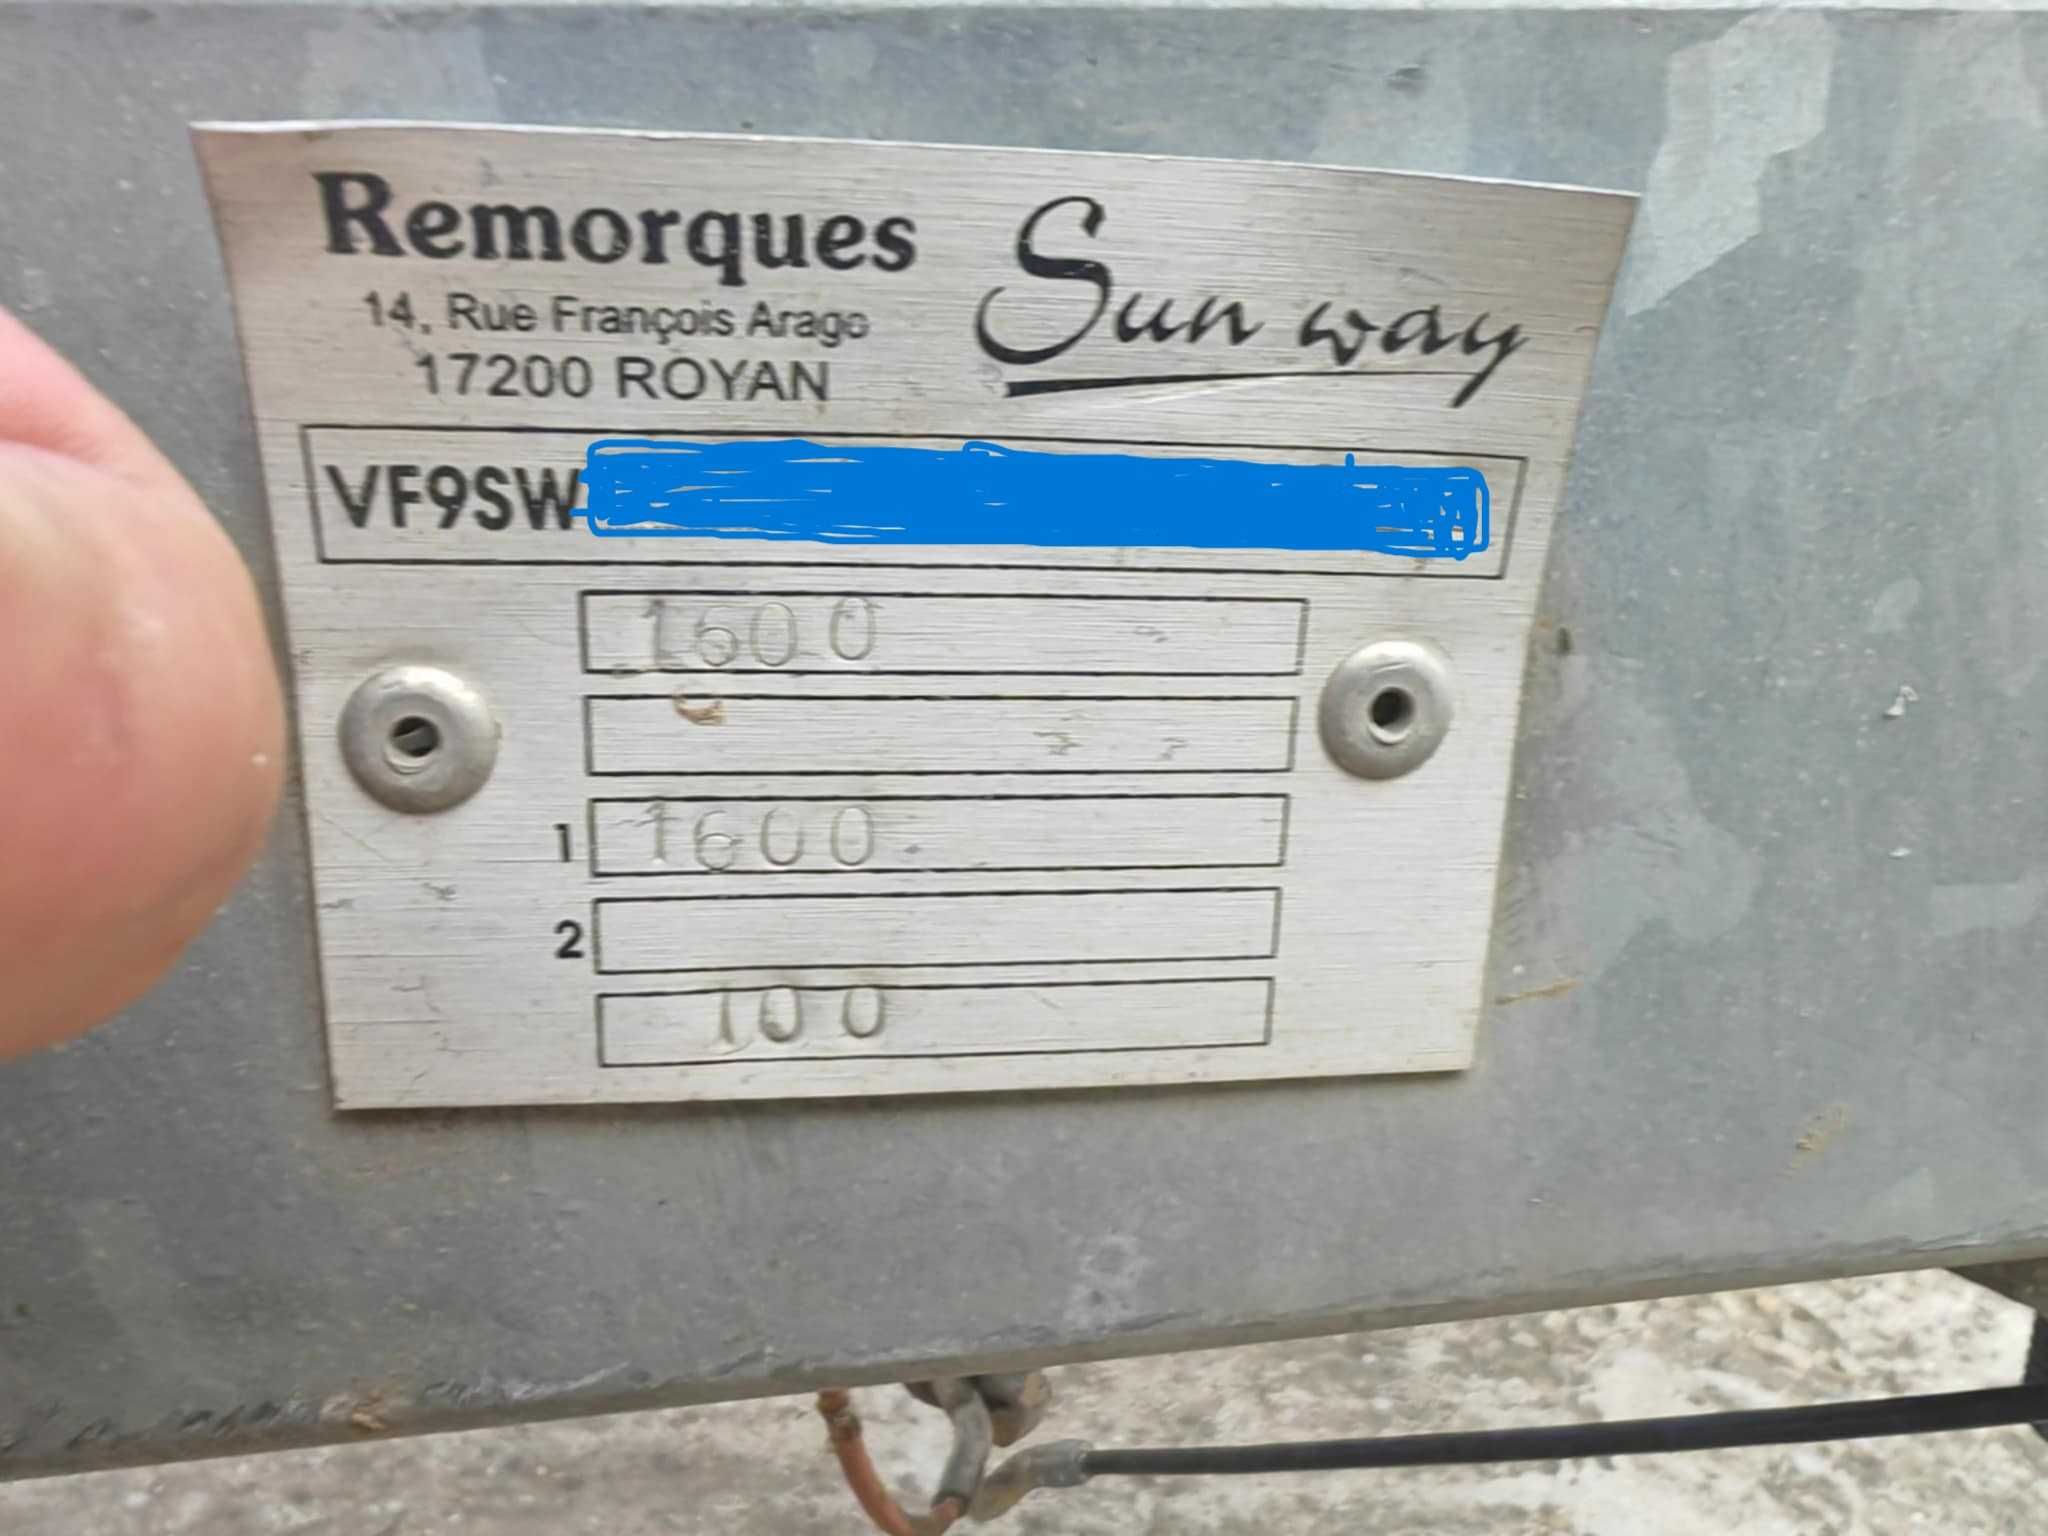 Remorques Sun way
14, Rue François Arago
17200 ROYAN
VF9SW
1600
1 1600
2
100